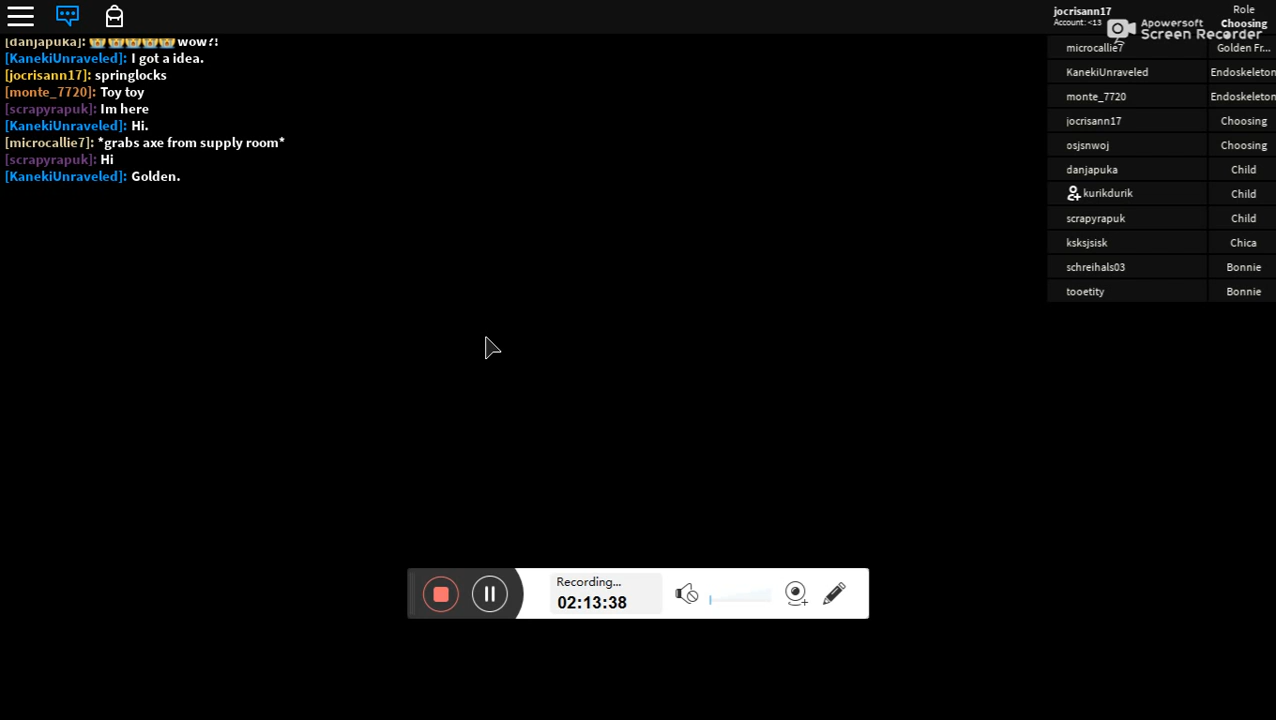 jocrisann17
Account: <13
Role
Choosing
Apowersoft
Screen Recorder
[danjapuka]: 😱😱😱😱😱 wow?!
[KanekiUnraveled]: I got a idea.
[jocrisann17]: springlocks
[monte_7720]: Toy toy
[scrapyrapuk]: Im here
[KanekiUnraveled]: Hi.
[microcallie7]: *grabs axe from supply room*
[scrapyrapuk]: Hi
[KanekiUnraveled]: Golden.
microcallie7 Golden Fr...
KanekiUnraveled Endoskeleton
monte_7720 Endoskeleton
jocrisann17 Choosing
osjsnwoj Choosing
danjapuka Child
kurikdurik Child
scrapyrapuk Child
ksksjsisk Chica
schreihals03 Bonnie
tooetity Bonnie
Recording...
02:13:38